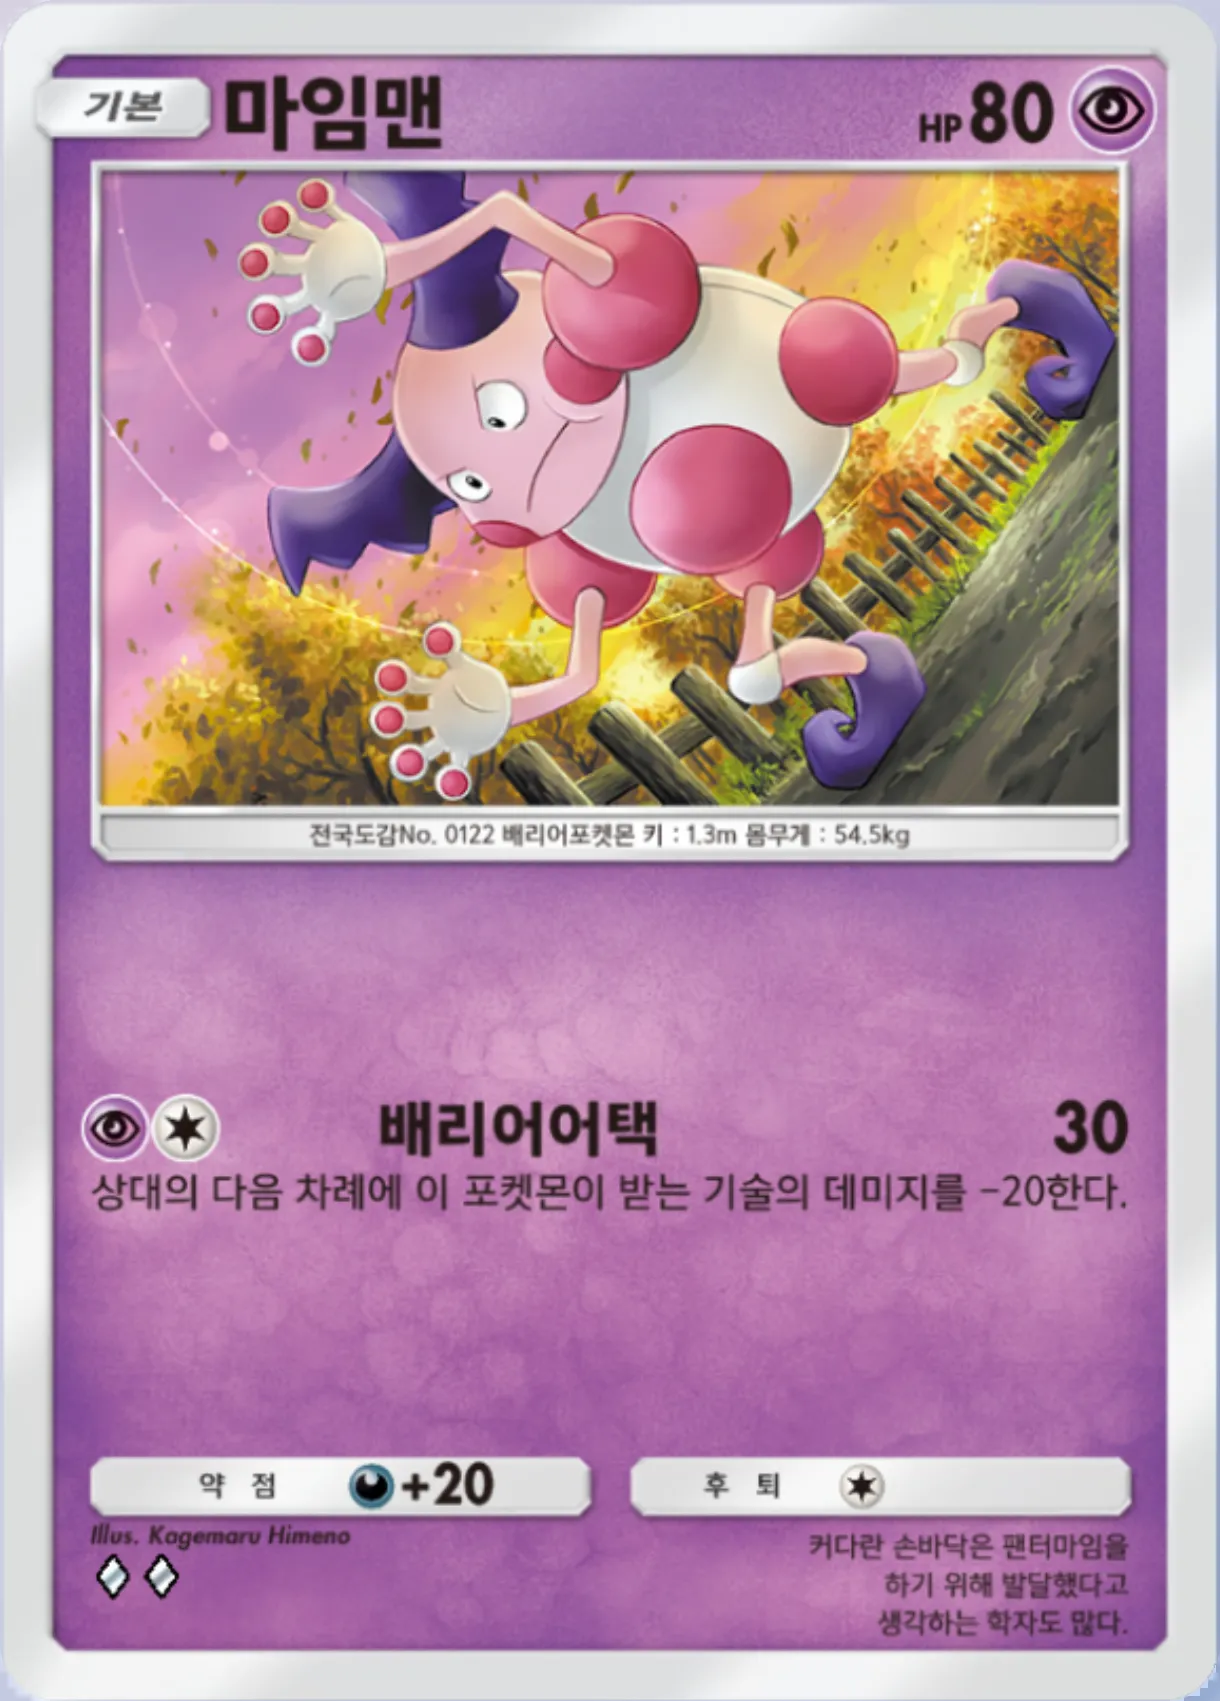 기본 마임맨 HP 80
전국도감No. 0122 배리어포켓몬 키 : 1.3m 몸무게 : 54.5kg
배리어어택 30
상대의 다음 차례에 이 포켓몬이 받는 기술의 데미지를 -20한다.
약점 +20 후퇴
Illus. Kagemaru Himeno
커다란 손바닥은 팬터마임을
하기 위해 발달했다고
생각하는 학자도 많다.